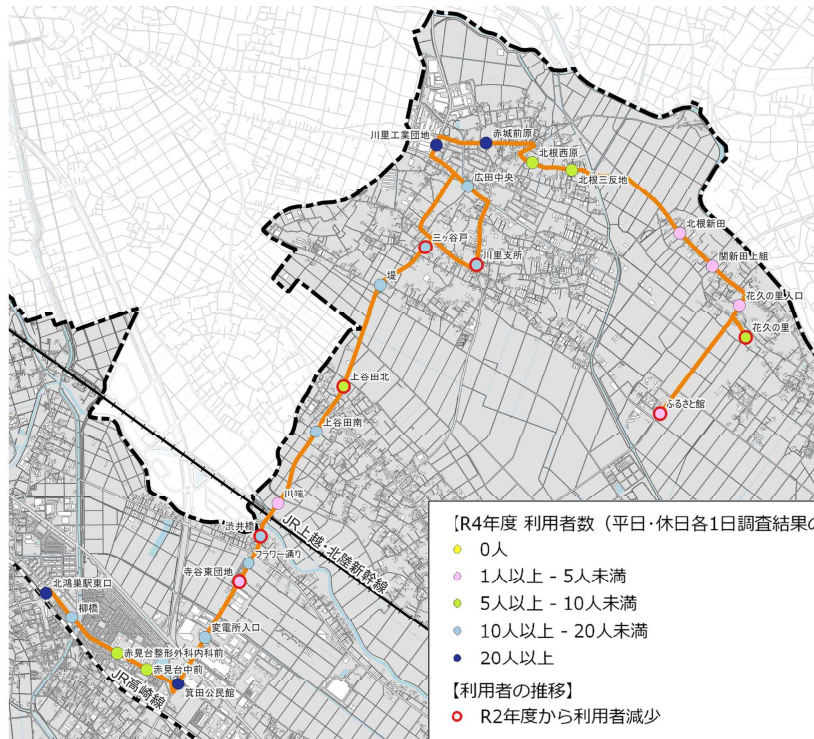 川里工業団地
赤城前原
北根西原
北根三反地
広田中央
三ヶ谷戸
川里支所
北根新田
関新田上組
花久の里入口
堤
花久の里
上谷田北
ふるさと館
上谷田南
川端
渋井橋
JR上越・北陸新幹線
フラワー通り
寺谷東団地
北鴻巣駅東口
柳橋
変電所入口
赤見台整形外科内科前
赤見台中前
箕田公民館
JR高崎線
【R4年度 利用者数（平日・休日各1日調査結果の
0人
1人以上 - 5人未満
5人以上 - 10人未満
10人以上 - 20人未満
20人以上
【利用者の推移】
R2年度から利用者減少